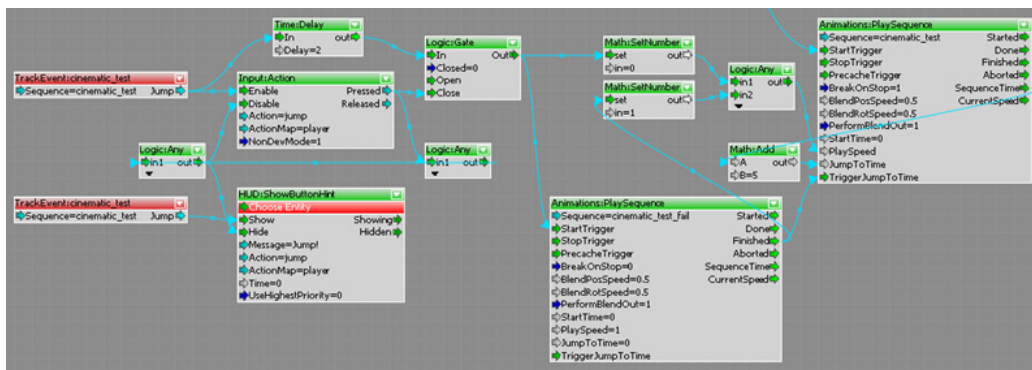 Time:Delay
In out
Delay=2
Logic:Gate
In Out
Closed=0
Open
Close
Math:SetNumber
set out
in=0
Math:SetNumber
set out
in=1
Logic:Any
in1 out
in2
Math:Add
A out
B=5
Animations:PlaySequence
Sequence=cinematic_test Started
StartTrigger Done
StopTrigger Finished
PrecacheTrigger Aborted
BreakOnStop=1 SequenceTime
BlendPosSpeed=0.5 CurrentSpeed
BlendRotSpeed=0.5
PerformBlendOut=1
StartTime=0
PlaySpeed
JumpToTime
TriggerJumpToTime
TrackEvent:cinematic_test
Sequence=cinematic_test Jump
Input:Action
Enable Pressed
Disable Released
Action=jump
ActionMap=player
NonDevMode=1
Logic:Any
in1 out
Logic:Any
in1 out
TrackEvent:cinematic_test
Sequence=cinematic_test Jump
HUD:ShowButtonHint
Choose Entity
Show Showing
Hide Hidden
Message=Jump!
Action=jump
ActionMap=player
Time=0
UseHighestPriority=0
Animations:PlaySequence
Sequence=cinematic_test_fail Started
StartTrigger Done
StopTrigger Finished
PrecacheTrigger Aborted
BreakOnStop=0 SequenceTime
BlendPosSpeed=0.5 CurrentSpeed
BlendRotSpeed=0.5
PerformBlendOut=1
StartTime=0
PlaySpeed=1
JumpToTime=0
TriggerJumpToTime